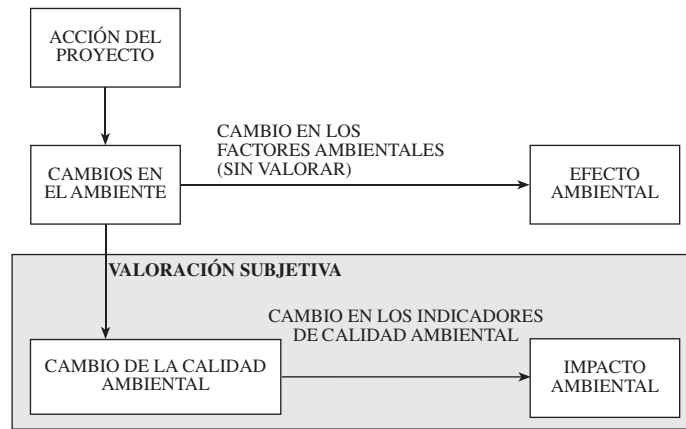 ACCIÓN DEL
PROYECTO
CAMBIO EN LOS
FACTORES AMBIENTALES
(SIN VALORAR)
CAMBIOS EN
EL AMBIENTE
EFECTO
AMBIENTAL
VALORACIÓN SUBJETIVA
CAMBIO EN LOS INDICADORES
DE CALIDAD AMBIENTAL
CAMBIO DE LA CALIDAD
AMBIENTAL
IMPACTO
AMBIENTAL